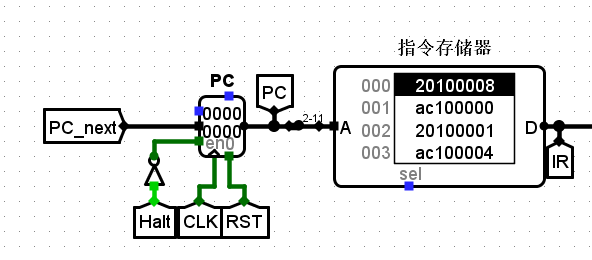 指令存储器
PC
PC
000 20100008
0000
001 ac100000
2-11
PC_next
0000
A
002 20100001
D
en0
003 ac100004
IR
sel
Halt
CLK
RST